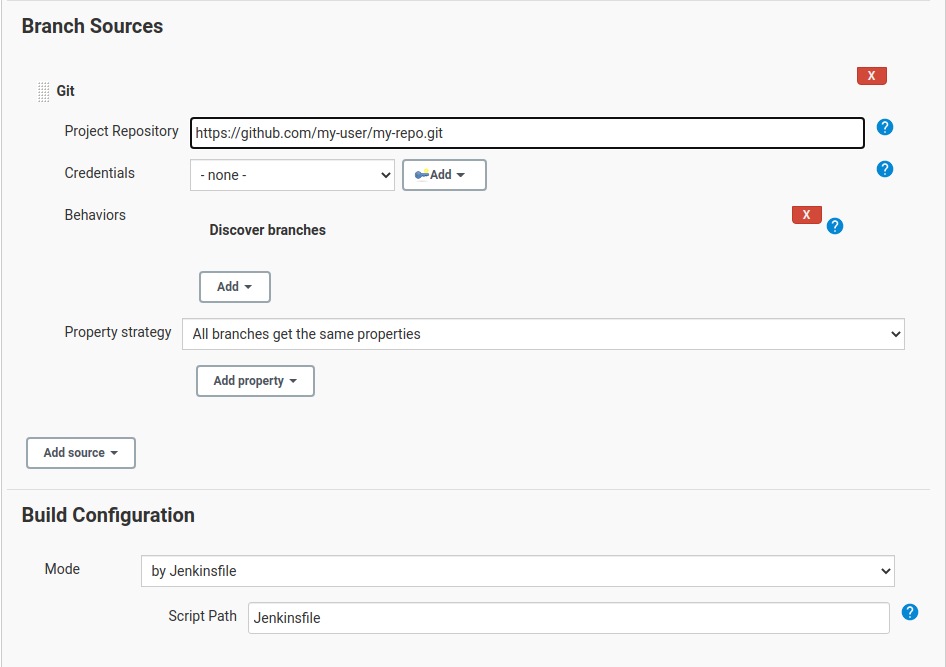 Branch Sources
X
Git
Project Repository https://github.com/my-user/my-repo.git ?
Credentials - none - Add ?
Behaviors X
Discover branches ?
Add
Property strategy All branches get the same properties
Add property
Add source
Build Configuration
Mode by Jenkinsfile
Script Path Jenkinsfile ?